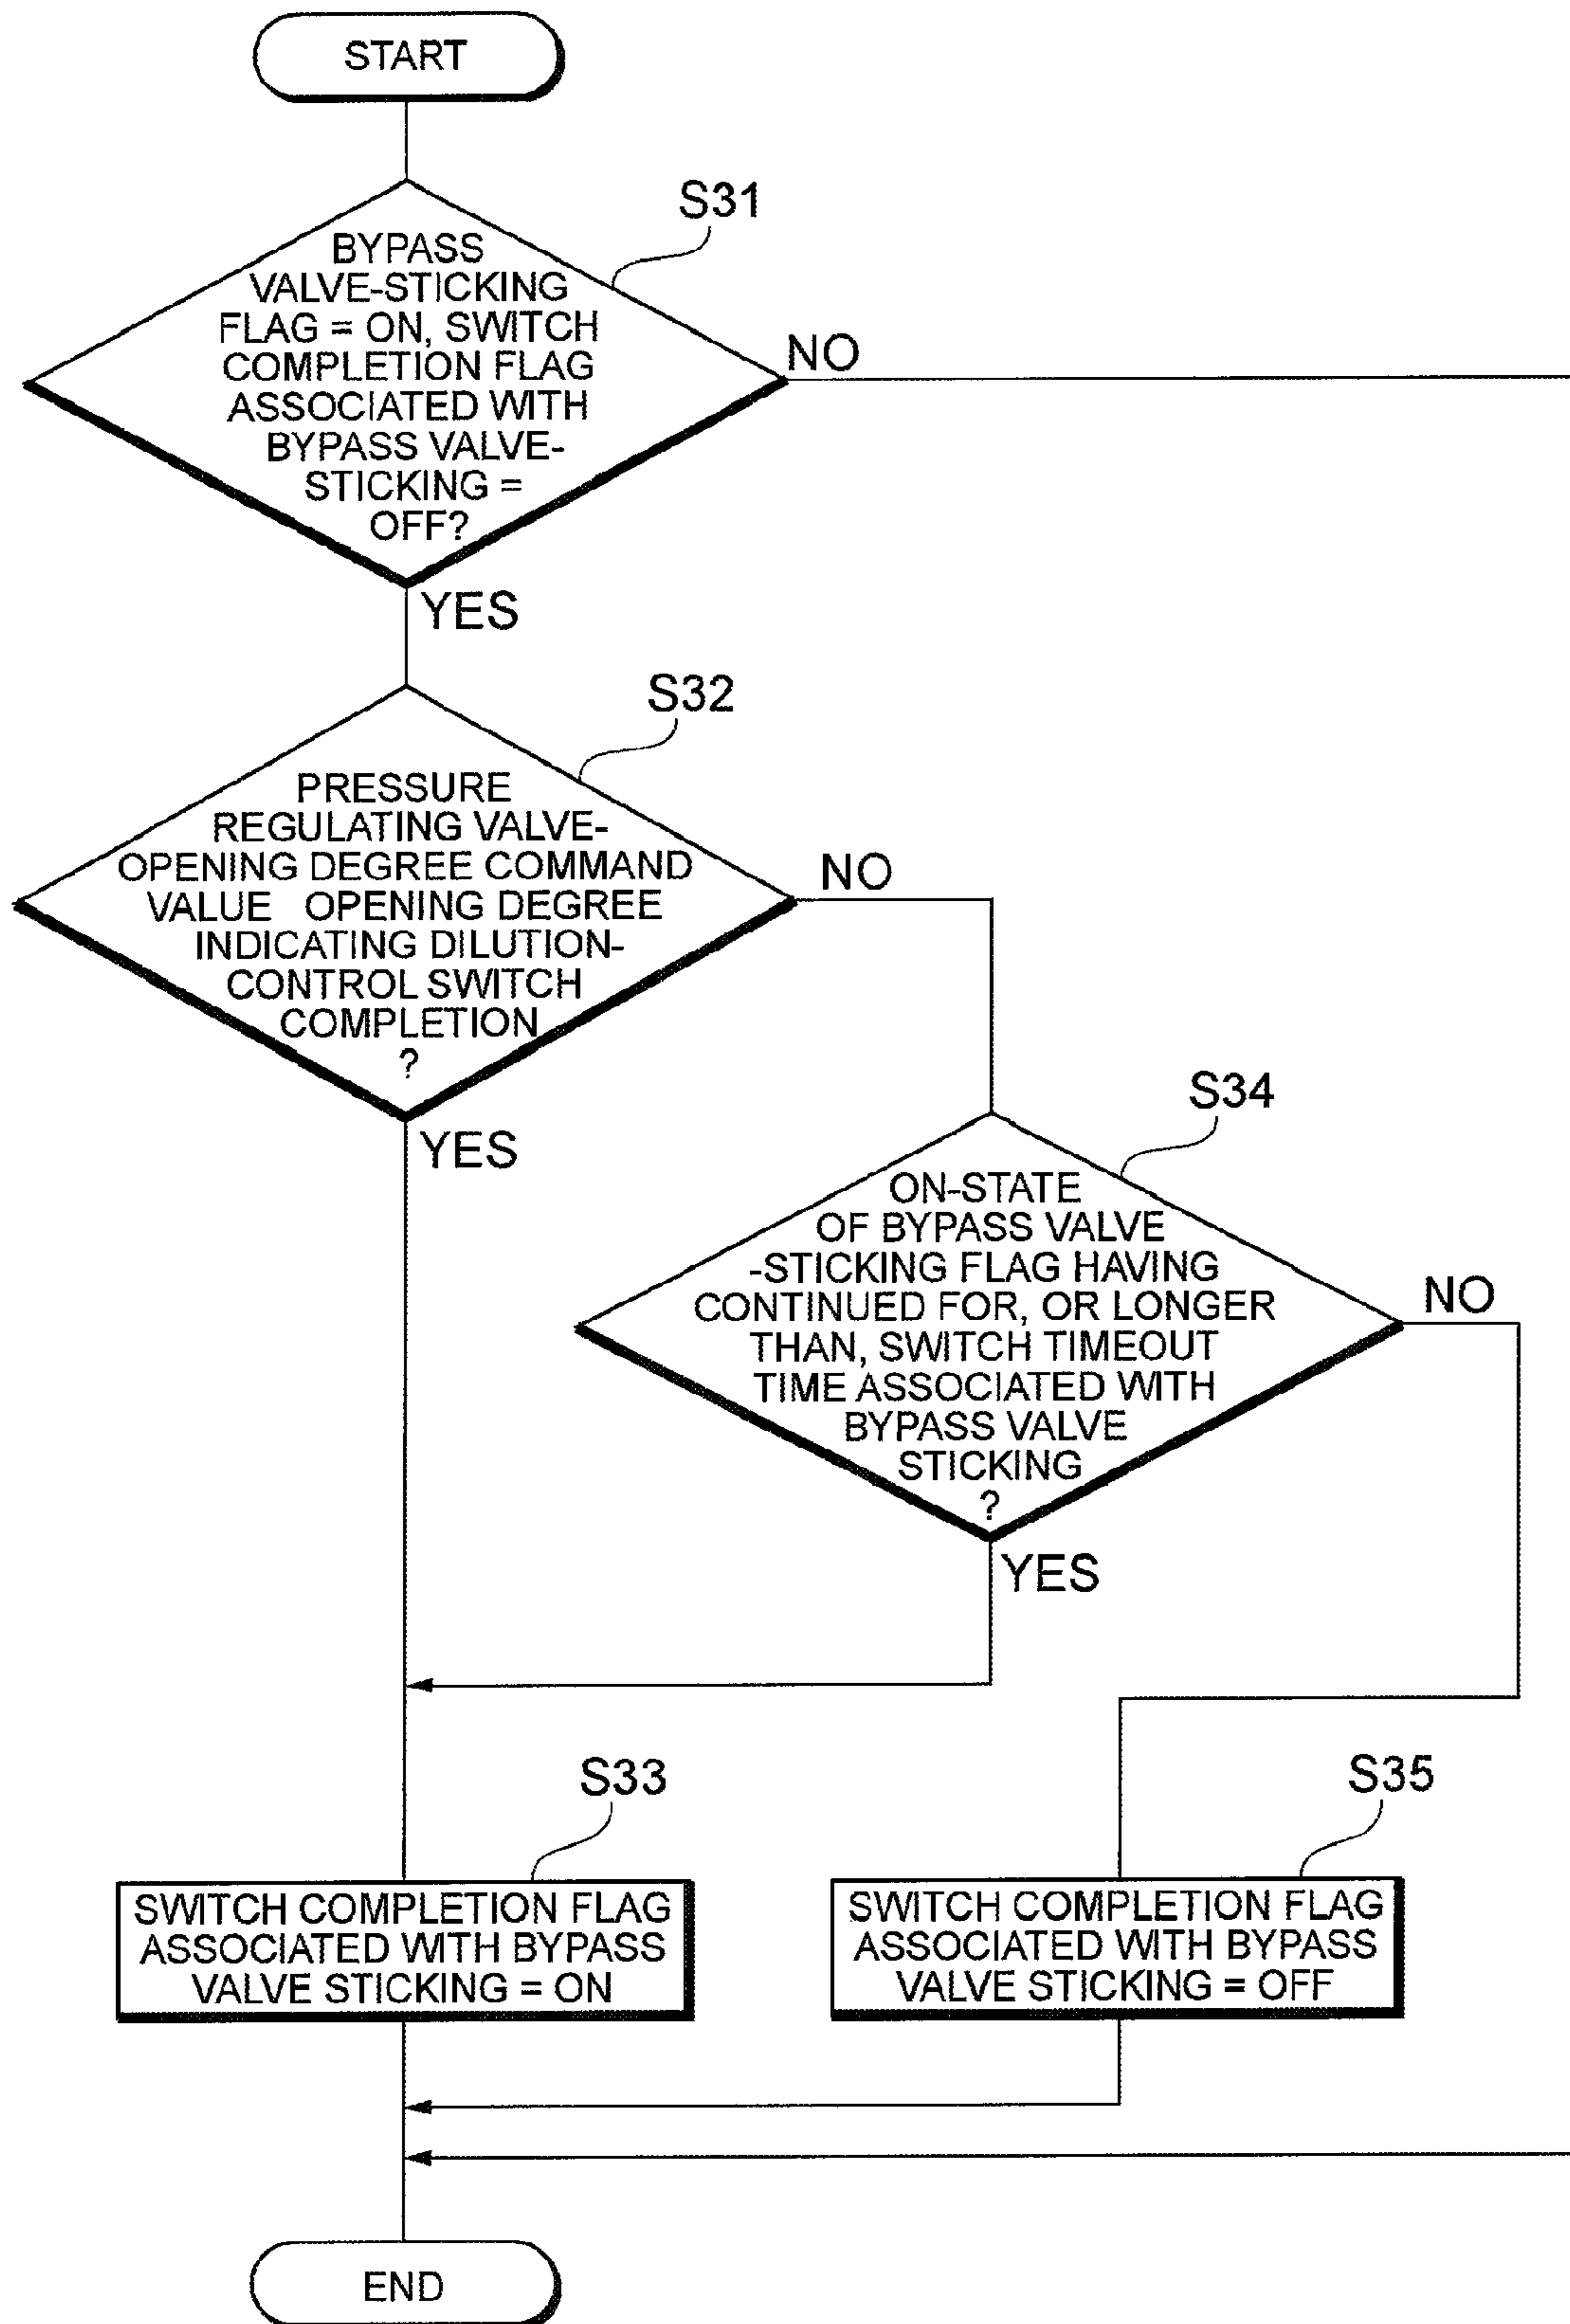 START
S31
BYPASS
VALVE-STICKING
FLAG = ON, SWITCH
COMPLETION FLAG
ASSOCIATED WITH
BYPASS VALVE-
STICKING =
OFF?
NO
YES
S32
PRESSURE
REGULATING VALVE-
OPENING DEGREE COMMAND
VALUE OPENING DEGREE
INDICATING DILUTION-
CONTROL SWITCH
COMPLETION
?
NO
YES
S34
ON-STATE
OF BYPASS VALVE
-STICKING FLAG HAVING
CONTINUED FOR, OR LONGER
THAN, SWITCH TIMEOUT
TIME ASSOCIATED WITH
BYPASS VALVE
STICKING
?
NO
YES
S33
SWITCH COMPLETION FLAG
ASSOCIATED WITH BYPASS
VALVE STICKING = ON
S35
SWITCH COMPLETION FLAG
ASSOCIATED WITH BYPASS
VALVE STICKING = OFF
END